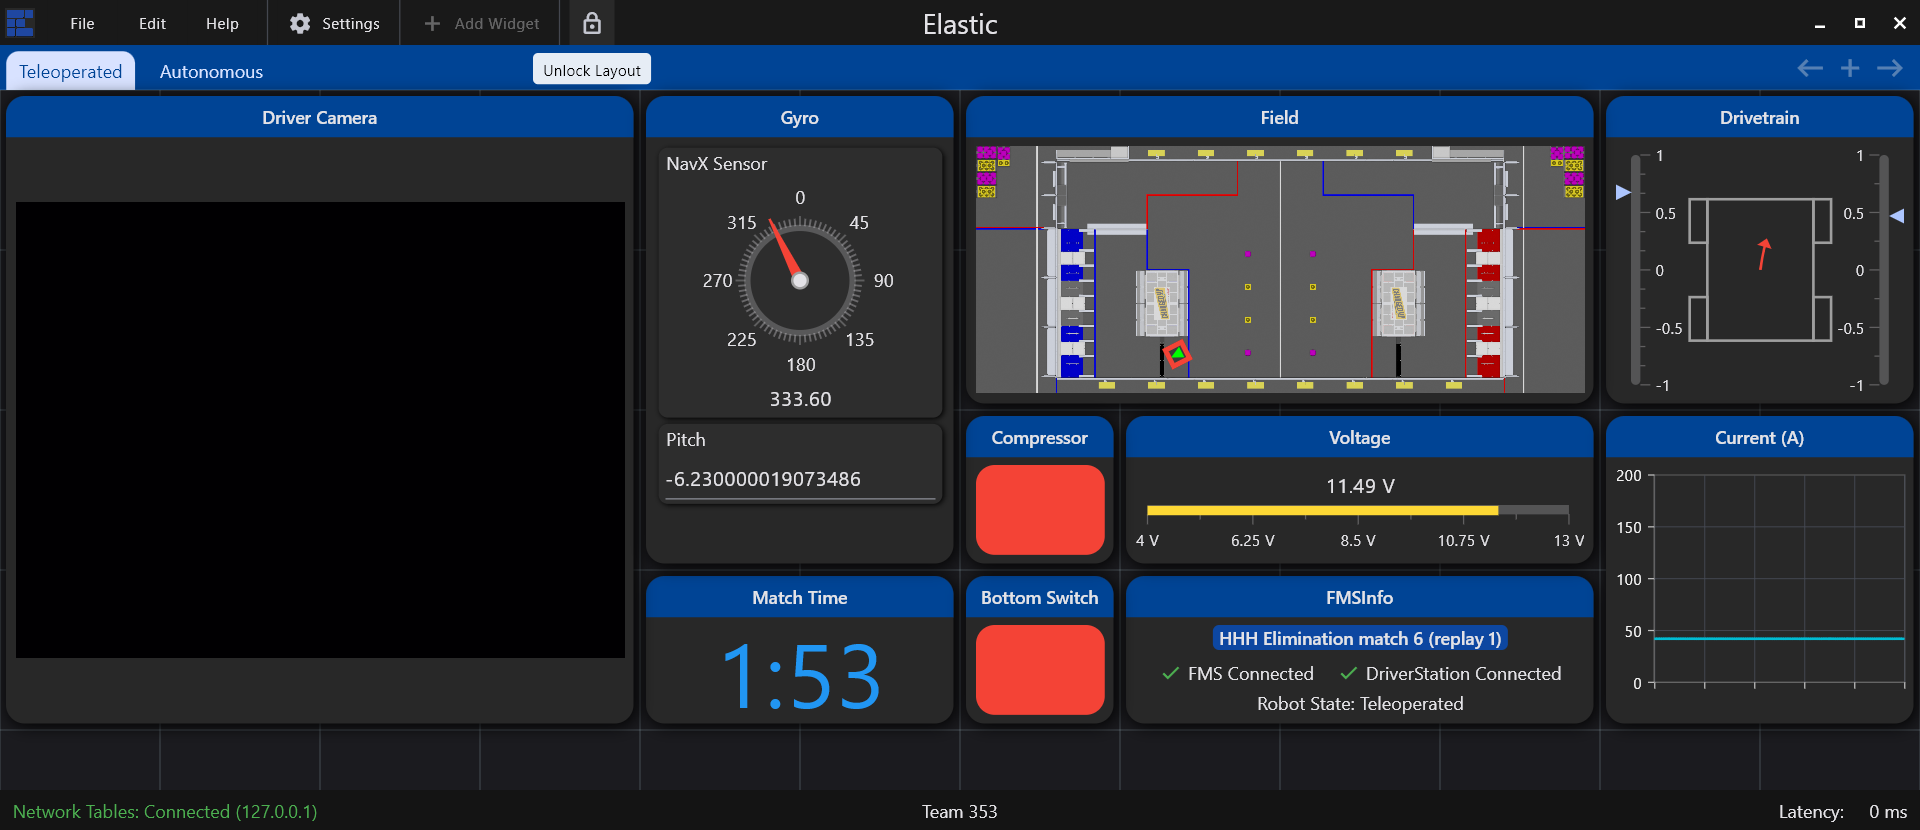 File Edit Help Settings Add Widget Elastic
Teleoperated Autonomous Unlock Layout
Driver Camera
Gyro
NavX Sensor
0
315 45
270 90
225 135
180
333.60
Pitch
-6.230000019073486
Match Time
1:53
Field
Compressor
Bottom Switch
Voltage
11.49 V
4 V 6.25 V 8.5 V 10.75 V 13 V
FMSInfo
HHH Elimination match 6 (replay 1)
FMS Connected DriverStation Connected
Robot State: Teleoperated
Drivetrain
1 1
0.5 0.5
0 0
-0.5 -0.5
-1 -1
Current (A)
200
150
100
50
0
Network Tables: Connected (127.0.0.1) Team 353 Latency: 0 ms